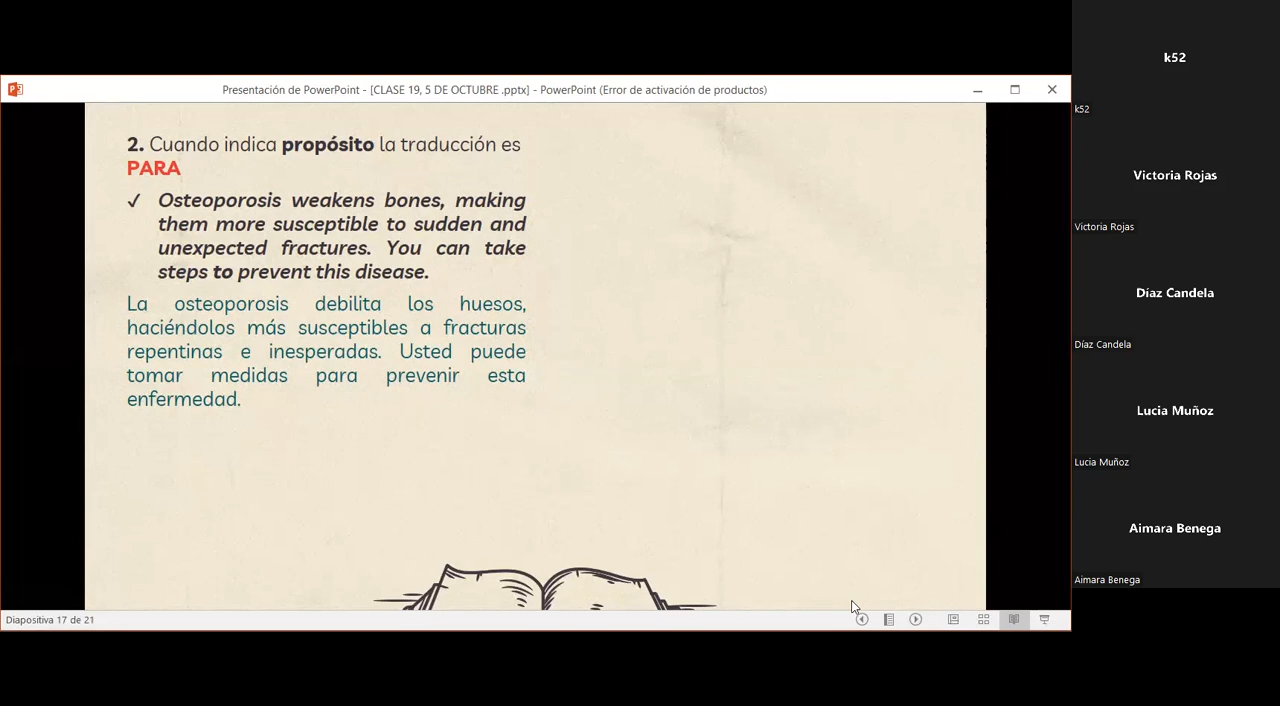 k52
k52
Presentación de PowerPoint - [CLASE 19, 5 DE OCTUBRE .pptx] - PowerPoint (Error de activación de productos)
2. Cuando indica propósito la traducción es
PARA
✓ Osteoporosis weakens bones, making
them more susceptible to sudden and
unexpected fractures. You can take
steps to prevent this disease.
La osteoporosis debilita los huesos,
haciéndolos más susceptibles a fracturas
repentinas e inesperadas. Usted puede
tomar medidas para prevenir esta
enfermedad.
Diapositiva 17 de 21
Victoria Rojas
Victoria Rojas
Díaz Candela
Díaz Candela
Lucia Muñoz
Lucia Muñoz
Aimara Benega
Aimara Benega